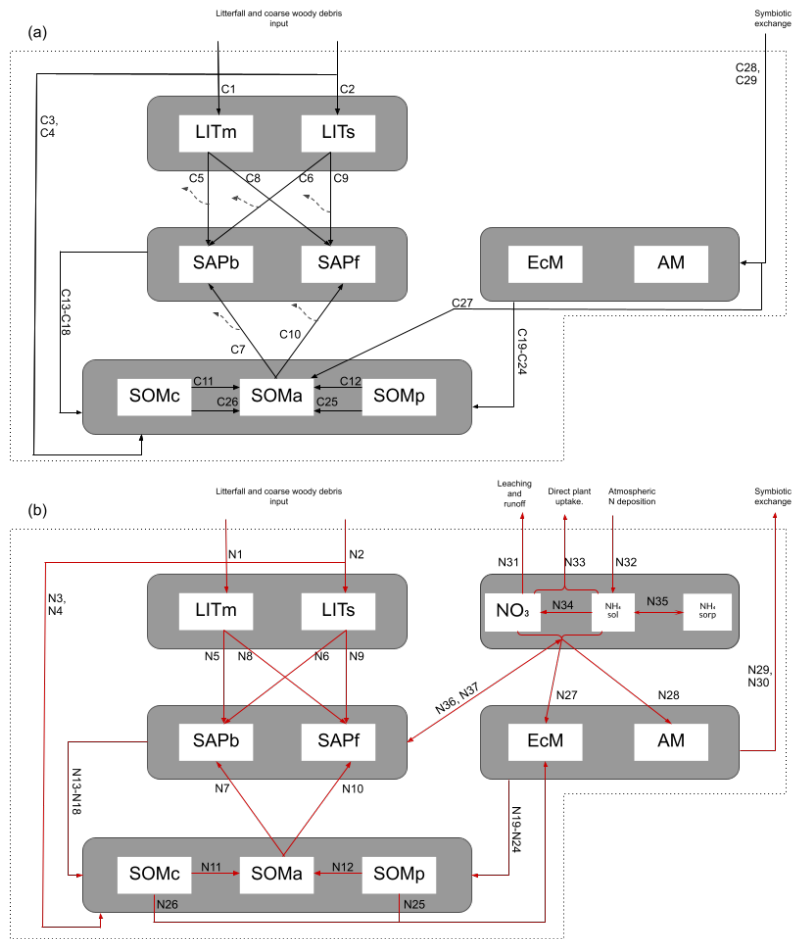 Litterfall and coarse woody debris
input
Symbiotic
exchange
(a)
C28,
C29
C1
C2
C3,
C4
LITm
LITs
C5
C8
C6
C9
SAPb
SAPf
EcM
AM
C13-C18
C27
C10
C7
C19-C24
C11
C12
SOMc
SOMa
SOMp
C26
C25
Leaching
and
runoff
Direct plant
uptake.
Atmospheric
N deposition
Litterfall and coarse woody debris
input
Symbiotic
exchange
(b)
N1
N2
N31
N33
N32
N3,
N4
LITm
LITs
NO₃
N34
NH₄
sol
N35
NH₄
sorp
N5
N8
N6
N9
N36, N37
N27
N28
N29,
N30
SAPb
SAPf
EcM
AM
N13-N18
N7
N10
N19-N24
SOMc
N11
SOMa
N12
SOMp
N26
N25